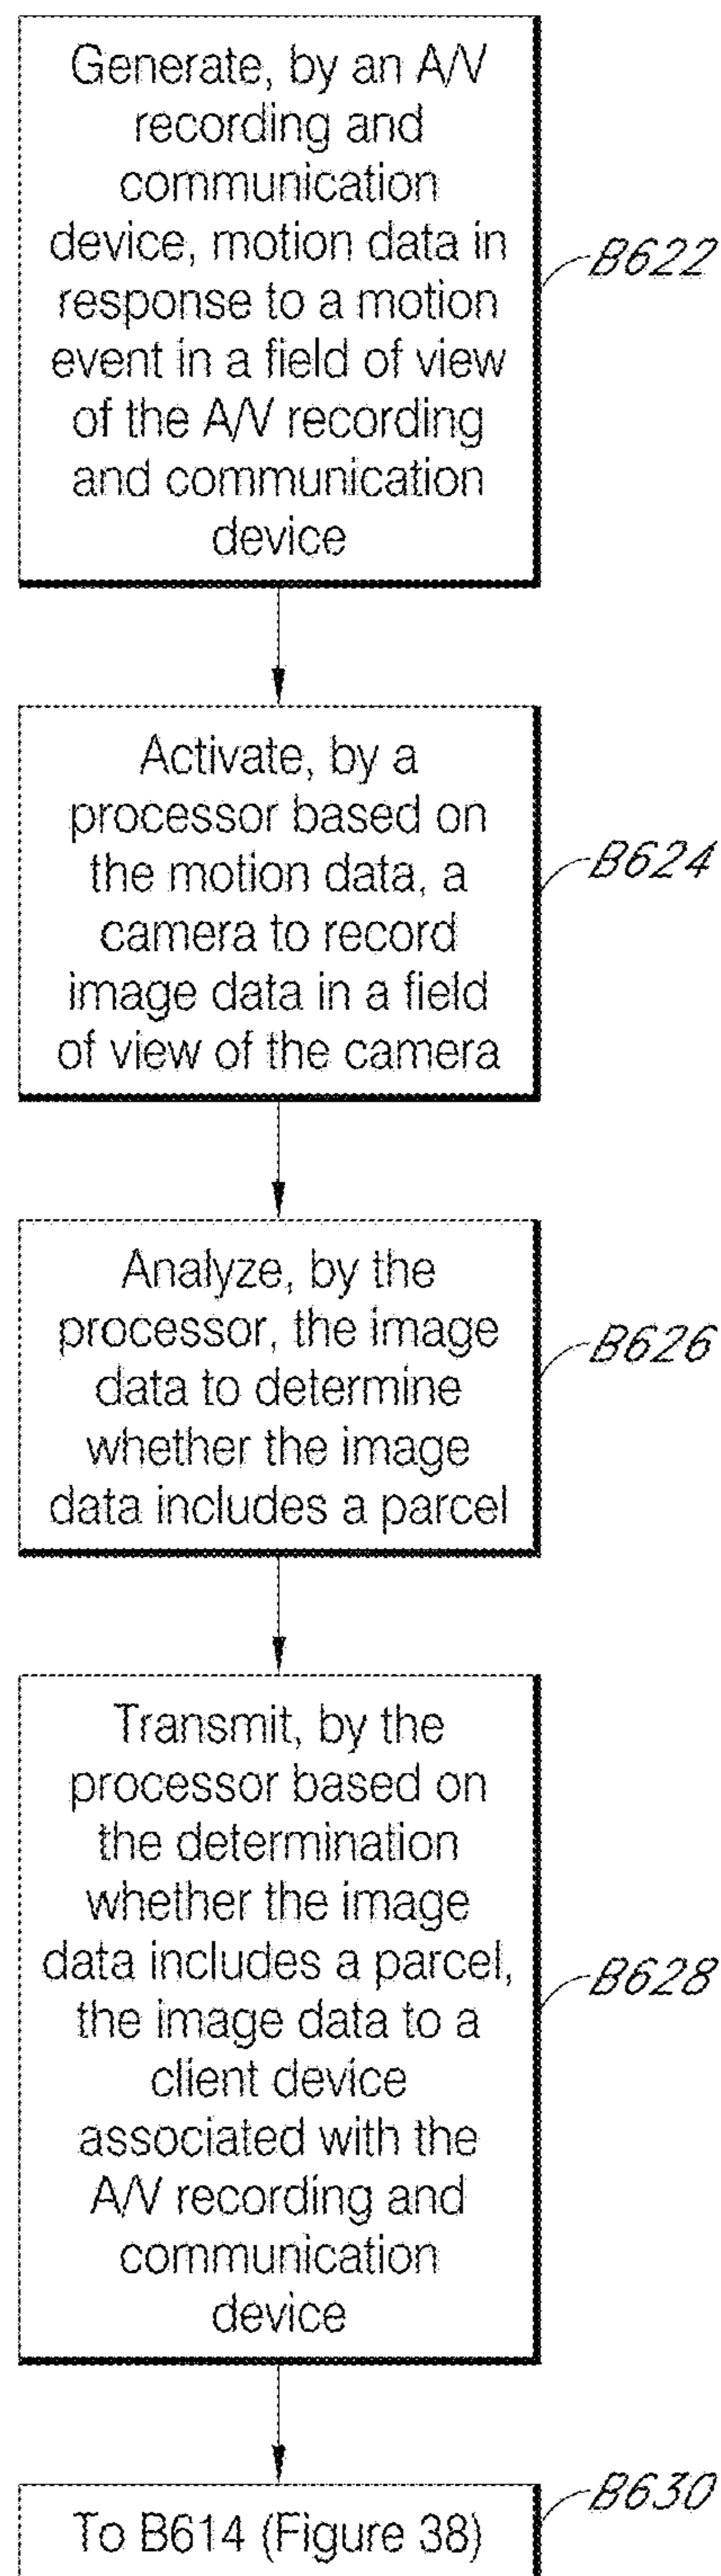 Generate, by an A/V
recording and
communication
device, motion data in
response to a motion
event in a field of view
of the A/V recording
and communication
device
B622
Activate, by a
processor based on
the motion data, a
camera to record
image data in a field
of view of the camera
B624
Analyze, by the
processor, the image
data to determine
whether the image
data includes a parcel
B626
Transmit, by the
processor based on
the determination
whether the image
data includes a parcel,
the image data to a
client device
associated with the
A/V recording and
communication
device
B628
To B614 (Figure 38)
B630